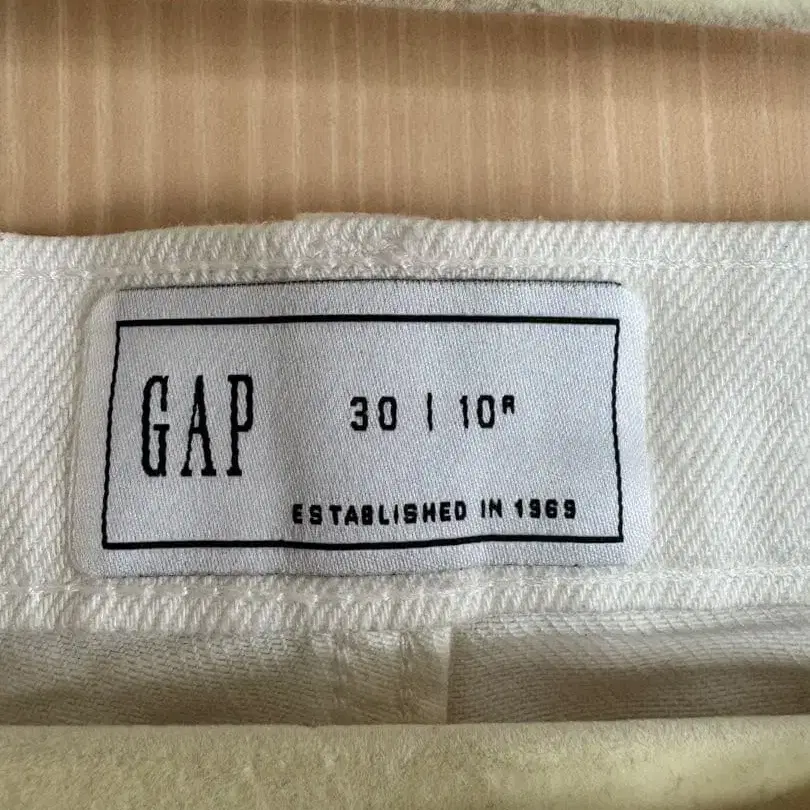 GAP
30 | 10R
ESTABLISHED IN 1969